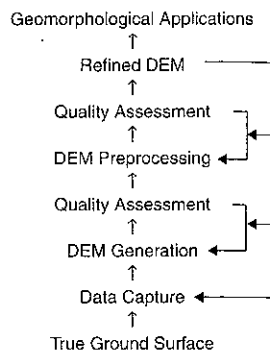 Geomorphological Applications
↑
Refined DEM
↑
Quality Assessment
↑
DEM Preprocessing
↑
Quality Assessment
↑
DEM Generation
↑
Data Capture
↑
True Ground Surface